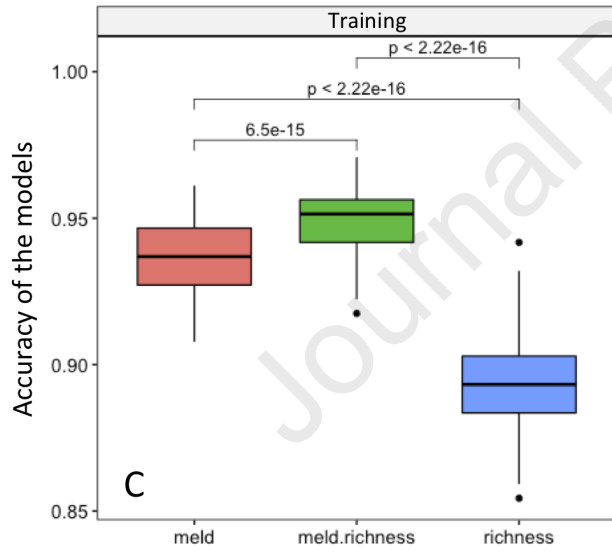 Training
p < 2.22e-16
p < 2.22e-16
6.5e-15
1.00
0.95
0.90
0.85
Accuracy of the models
C
meld
meld.richness
richness
Journal